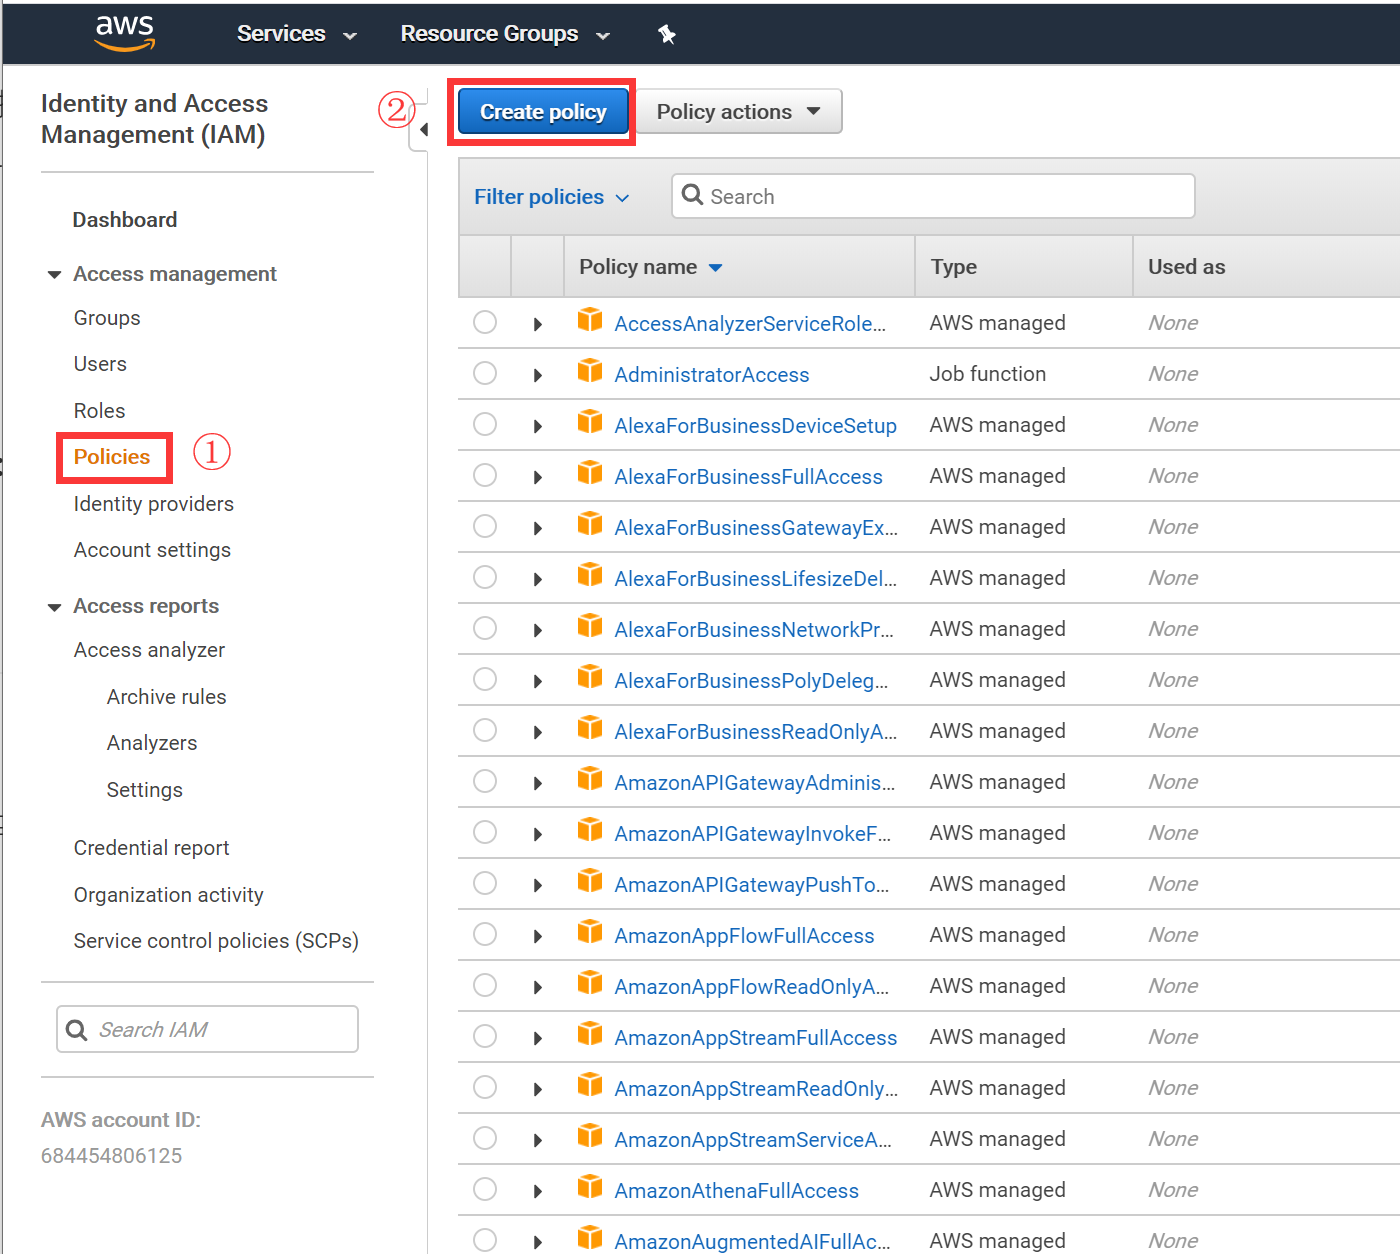 aws
Services
Resource Groups
Identity and Access
Management (IAM)
Dashboard
Access management
Groups
Users
Roles
Policies
①
Identity providers
Account settings
Access reports
Access analyzer
Archive rules
Analyzers
Settings
Credential report
Organization activity
Service control policies (SCPs)
Search IAM
AWS account ID:
684454806125
②
Create policy
Policy actions
Filter policies
Search
Policy name Type Used as
AccessAnalyzerServiceRole... AWS managed None
AdministratorAccess Job function None
AlexaForBusinessDeviceSetup AWS managed None
AlexaForBusinessFullAccess AWS managed None
AlexaForBusinessGatewayEx... AWS managed None
AlexaForBusinessLifesizeDel... AWS managed None
AlexaForBusinessNetworkPr... AWS managed None
AlexaForBusinessPolyDeleg... AWS managed None
AlexaForBusinessReadOnlyA... AWS managed None
AmazonAPIGatewayAdminis... AWS managed None
AmazonAPIGatewayInvokeF... AWS managed None
AmazonAPIGatewayPushTo... AWS managed None
AmazonAppFlowFullAccess AWS managed None
AmazonAppFlowReadOnlyA... AWS managed None
AmazonAppStreamFullAccess AWS managed None
AmazonAppStreamReadOnly... AWS managed None
AmazonAppStreamServiceA... AWS managed None
AmazonAthenaFullAccess AWS managed None
AmazonAugmentedAIFullAc... AWS managed None